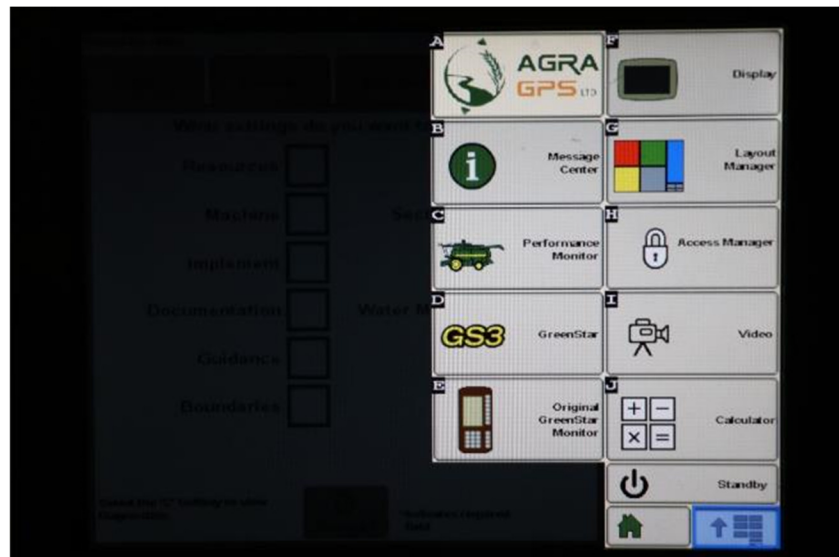 What settings do you want
Resources
Machine
Implement
Documentation
Water M
Guidance
Boundaries
A
AGRA
GPS LTD
B
Message
Center
C
Performance
Monitor
D
GS3 GreenStar
E
Original
GreenStar
Monitor
F
Display
G
Layout
Manager
H
Access Manager
I
Video
J
Calculator
Standby